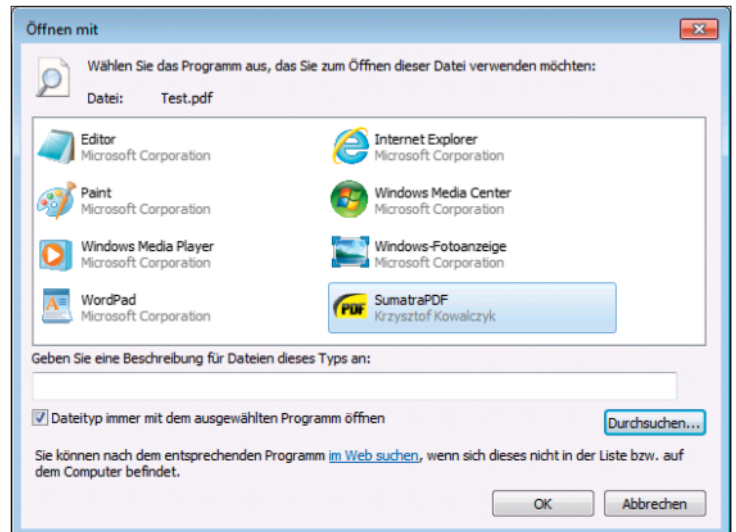 Öffnen mit
Wählen Sie das Programm aus, das Sie zum Öffnen dieser Datei verwenden möchten:
Datei: Test.pdf
Editor
Microsoft Corporation
Internet Explorer
Microsoft Corporation
Paint
Microsoft Corporation
Windows Media Center
Microsoft Corporation
Windows Media Player
Microsoft Corporation
Windows-Fotoanzeige
Microsoft Corporation
WordPad
Microsoft Corporation
PDF
SumatraPDF
Krzysztof Kowalczyk
Geben Sie eine Beschreibung für Dateien dieses Typs an:
Dateityp immer mit dem ausgewählten Programm öffnen
Durchsuchen...
Sie können nach dem entsprechenden Programm im Web suchen, wenn sich dieses nicht in der Liste bzw. auf
dem Computer befindet.
OK Abbrechen